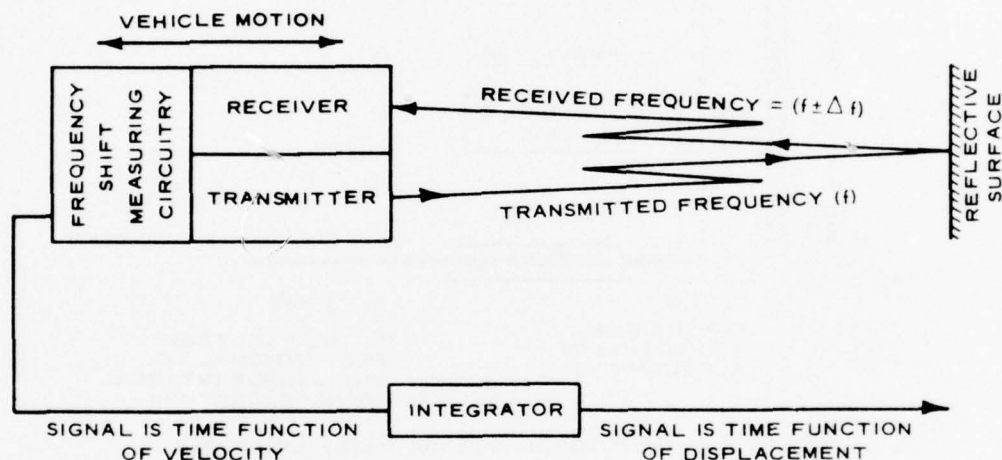 VEHICLE MOTION
FREQUENCY
SHIFT
MEASURING
CIRCUITRY
RECEIVER
TRANSMITTER
RECEIVED FREQUENCY = (f ± Δ f)
TRANSMITTED FREQUENCY (f)
REFLECTIVE
SURFACE
INTEGRATOR
SIGNAL IS TIME FUNCTION
OF VELOCITY
SIGNAL IS TIME FUNCTION
OF DISPLACEMENT